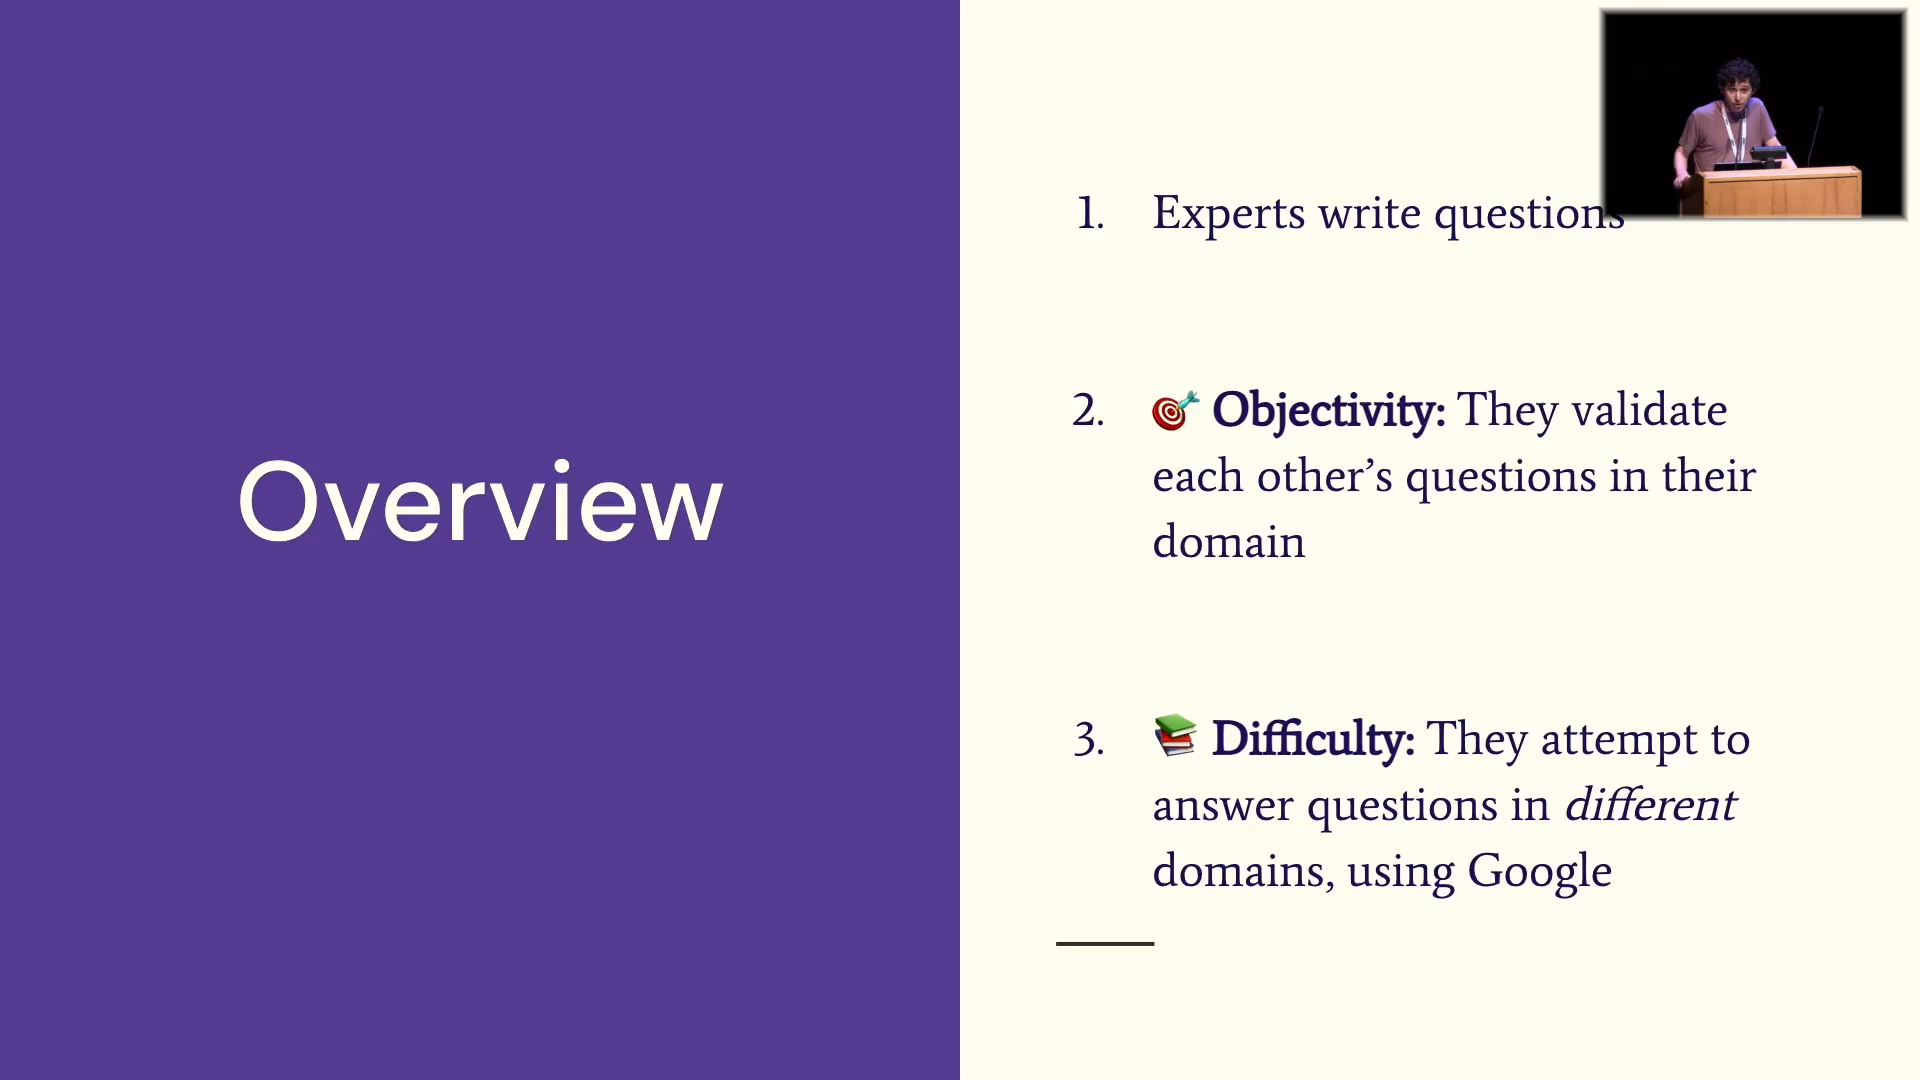 Overview
1. Experts write questions
2. 🎯 Objectivity: They validate
each other’s questions in their
domain
3. 📚 Difficulty: They attempt to
answer questions in different
domains, using Google